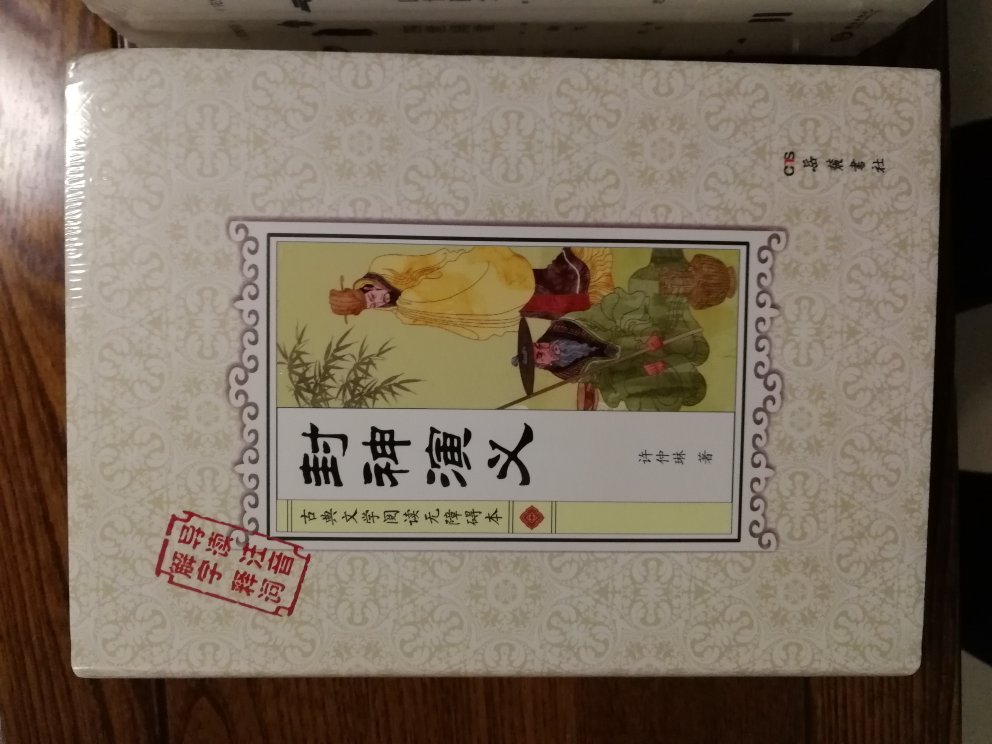 封神演义
许仲琳 著
古典文学阅读无障碍本
导读 注音
解字 释词
岳麓书社